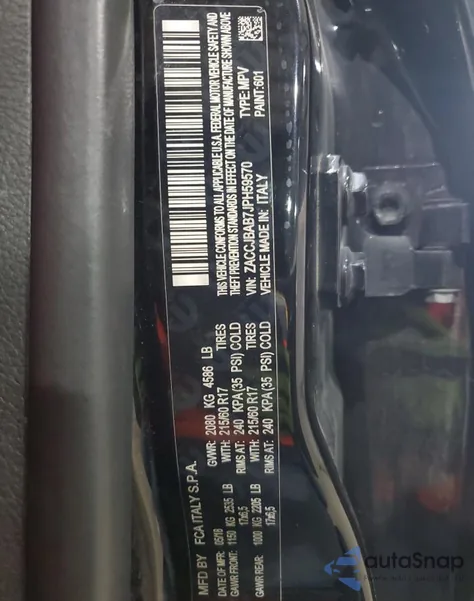 MFD BY FCA ITALY S.P.A.
DATE OF MFR: 05/18 GVWR: 2080 KG 4586 LB
GAWR FRONT: 1150 KG 2535 LB WITH: 215/60 R17 TIRES
17x6.5 RIMS AT: 240 KPA(35 PSI) COLD
GAWR REAR: 1000 KG 2205 LB WITH: 215/60 R17 TIRES
17x6.5 RIMS AT: 240 KPA(35 PSI) COLD
THIS VEHICLE CONFORMS TO ALL APPLICABLE U.S.A. FEDERAL MOTOR VEHICLE SAFETY AND
THEFT PREVENTION STANDARDS IN EFFECT ON THE DATE OF MANUFACTURE SHOWN ABOVE
VIN: ZACCJBAB7JPH59570 TYPE: MPV
VEHICLE MADE IN: ITALY PAINT: 601
autoSnap